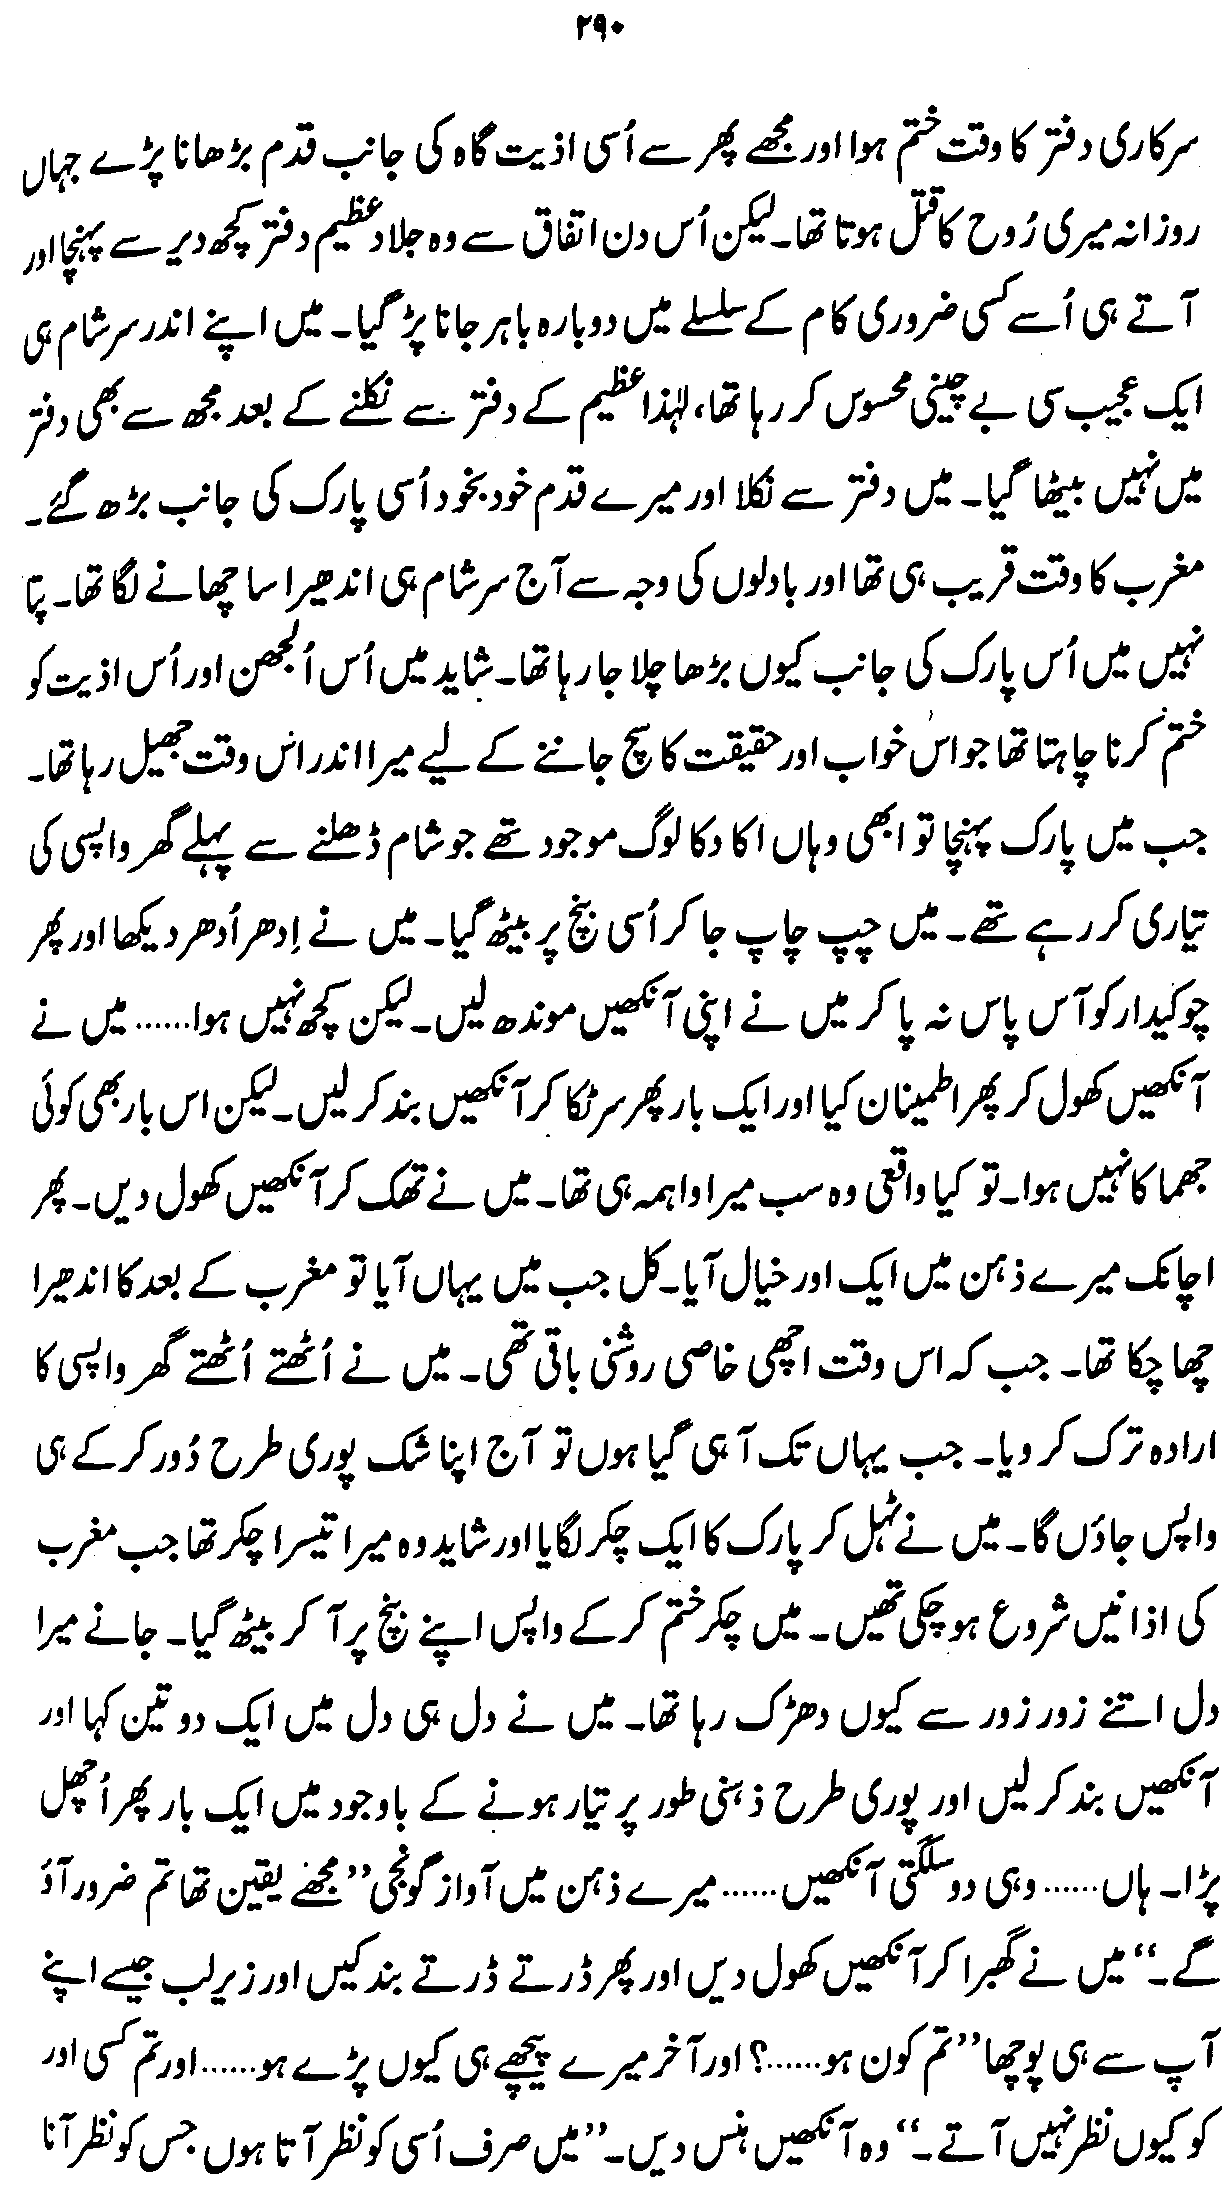 ۲۹۰
سرکاری دفتر کا وقت ختم ہوا اور مجھے پھر سے اُسی اذیت گاہ کی جانب قدم بڑھانا پڑے جہاں
روزانہ میری رُوح کا قتل ہوتا تھا۔ لیکن اُس دن اتفاق سے وہ جلاد عظیم دفتر کچھ دیر سے پہنچا اور
آتے ہی اُسے کسی ضروری کام کے سلسلے میں دوبارہ باہر جانا پڑ گیا۔ میں اپنے اندر سر شام ہی
ایک عجیب سی بے چینی محسوس کر رہا تھا، لہٰذا عظیم کے دفتر سے نکلنے کے بعد مجھ سے بھی دفتر
میں نہیں بیٹھا گیا۔ میں دفتر سے نکلا اور میرے قدم خود بخود اُسی پارک کی جانب بڑھ گئے۔
مغرب کا وقت قریب ہی تھا اور بادلوں کی وجہ سے آج سر شام ہی اندھیرا سا چھانے لگا تھا۔ پتا
نہیں میں اُس پارک کی جانب کیوں بڑھا چلا جا رہا تھا۔ شاید میں اُس اُلجھن اور اُس اذیت کو
ختم کرنا چاہتا تھا جو اس خواب اور حقیقت کا سچ جاننے کے لیے میرا اندر اس وقت جھیل رہا تھا۔
جب میں پارک پہنچا تو ابھی وہاں اکا دکا لوگ موجود تھے جو شام ڈھلنے سے پہلے گھر واپسی کی
تیاری کر رہے تھے۔ میں چپ چاپ جا کر اُسی بنچ پر بیٹھ گیا۔ میں نے اِدھر اُدھر دیکھا اور پھر
چوکیدار کو آس پاس نہ پا کر میں نے اپنی آنکھیں موندھ لیں۔ لیکن کچھ نہیں ہوا...... میں نے
آنکھیں کھول کر پھر اطمینان کیا اور ایک بار پھر سر ٹکا کر آنکھیں بند کر لیں۔ لیکن اس بار بھی کوئی
جھماکا نہیں ہوا۔ تو کیا واقعی وہ سب میرا واہمہ ہی تھا۔ میں نے تھک کر آنکھیں کھول دیں۔ پھر
اچانک میرے ذہن میں ایک اور خیال آیا۔ کل جب میں یہاں آیا تو مغرب کے بعد کا اندھیرا
چھا چکا تھا۔ جب کہ اس وقت اچھی خاصی روشنی باقی تھی۔ میں نے اُٹھتے اُٹھتے گھر واپسی کا
ارادہ ترک کر دیا۔ جب یہاں تک آ ہی گیا ہوں تو آج اپنا شک پوری طرح دُور کر کے ہی
واپس جاؤں گا۔ میں نے ٹہل کر پارک کا ایک چکر لگایا اور شاید وہ میرا تیسرا چکر تھا جب مغرب
کی اذانیں شروع ہو چکی تھیں۔ میں چکر ختم کر کے واپس اپنے بنچ پر آ کر بیٹھ گیا۔ جانے میرا
دل اتنے زور زور سے کیوں دھڑک رہا تھا۔ میں نے دل ہی دل میں ایک دو تین کہا اور
آنکھیں بند کر لیں اور پوری طرح ذہنی طور پر تیار ہونے کے باوجود میں ایک بار پھر اُچھل
پڑا۔ ہاں...... وہی دو سلگتی آنکھیں...... میرے ذہن میں آواز گونجی ”مجھے یقین تھا تم ضرور آؤ
گے۔“ میں نے گھبرا کر آنکھیں کھول دیں اور پھر ڈرتے ڈرتے بند کیں اور زیر لب جیسے اپنے
آپ سے ہی پوچھا ”تم کون ہو......؟ اور آخر میرے پیچھے ہی کیوں پڑے ہو...... اور تم کسی اور
کو کیوں نظر نہیں آتے۔“ وہ آنکھیں ہنس دیں۔ ”میں صرف اُسی کو نظر آتا ہوں جس کو نظر آنا